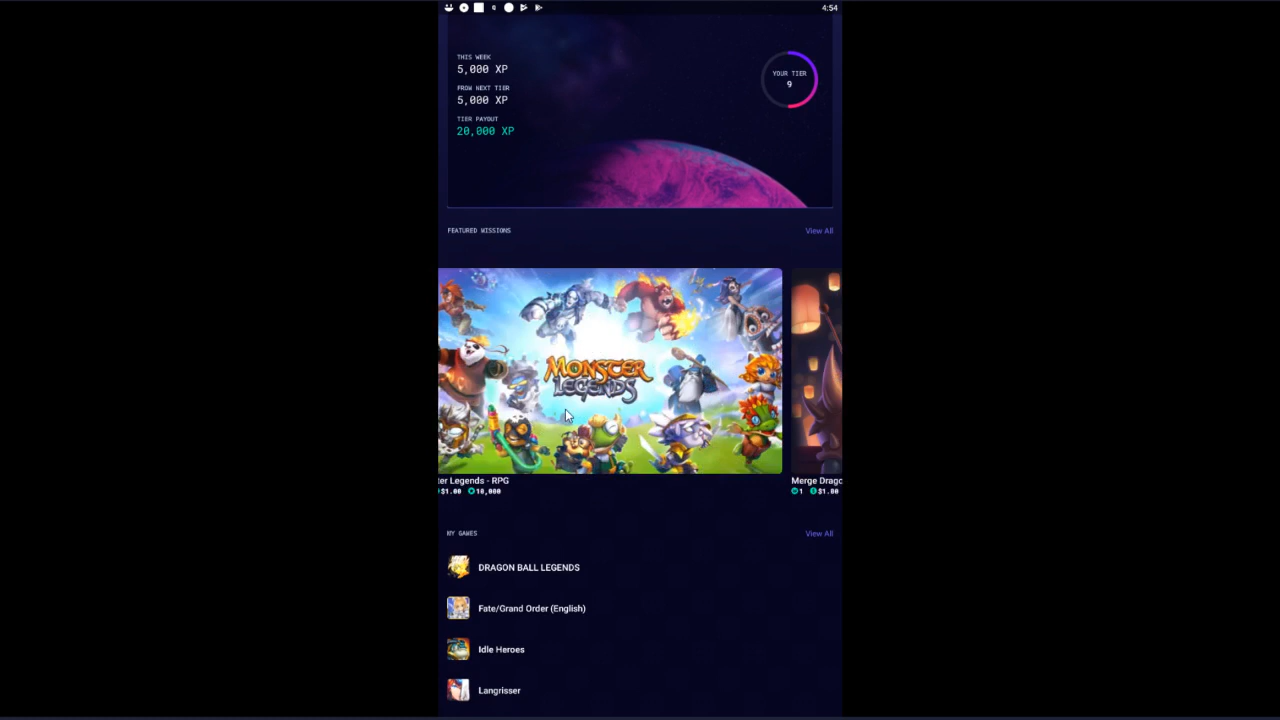 4:54
THIS WEEK
5,000 XP
FROM NEXT TIER
5,000 XP
TIER PAYOUT
20,000 XP
YOUR TIER
9
FEATURED MISSIONS
View All
MONSTER
LEGENDS
ter Legends - RPG
$1.00 10,000
Merge Drago
1 $1.00
MY GAMES
View All
DRAGON BALL LEGENDS
Fate/Grand Order (English)
Idle Heroes
Langrisser